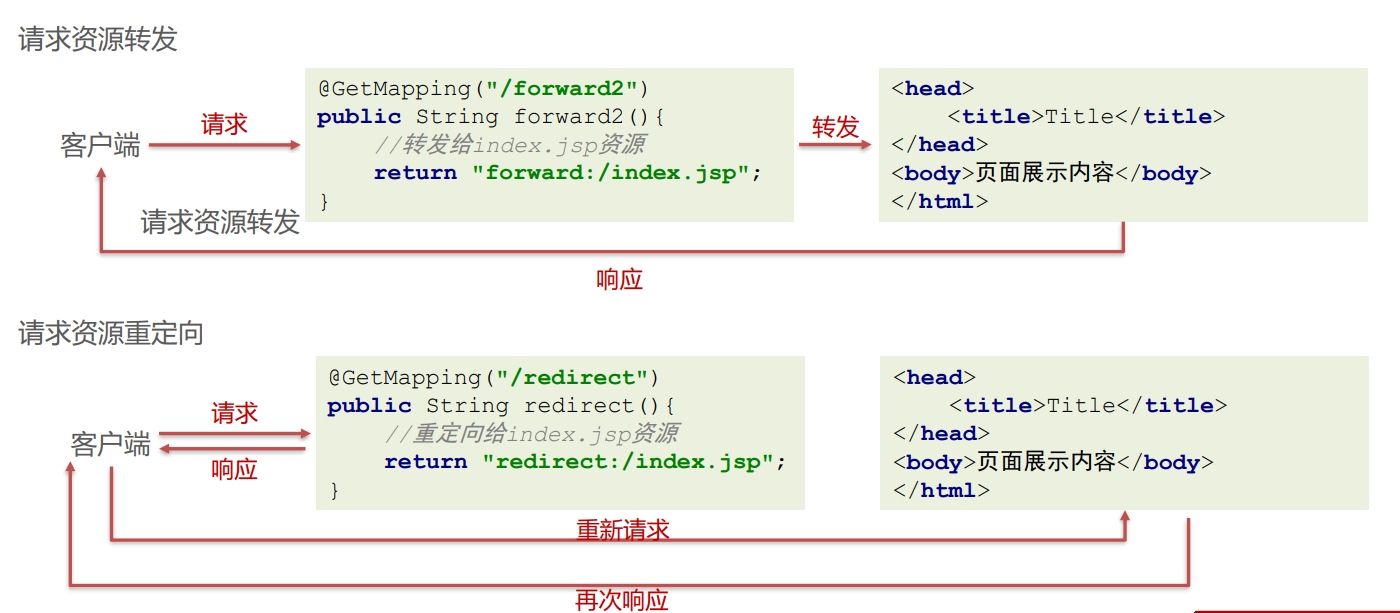 请求资源转发
@GetMapping("/forward2")
public String forward2(){
//转发给index.jsp资源
return "forward:/index.jsp";
}
<head>
<title>Title</title>
</head>
<body>页面展示内容</body>
</html>
请求
客户端
转发
请求资源转发
响应
请求资源重定向
@GetMapping("/redirect")
public String redirect(){
//重定向给index.jsp资源
return "redirect:/index.jsp";
}
<head>
<title>Title</title>
</head>
<body>页面展示内容</body>
</html>
请求
客户端
响应
重新请求
再次响应